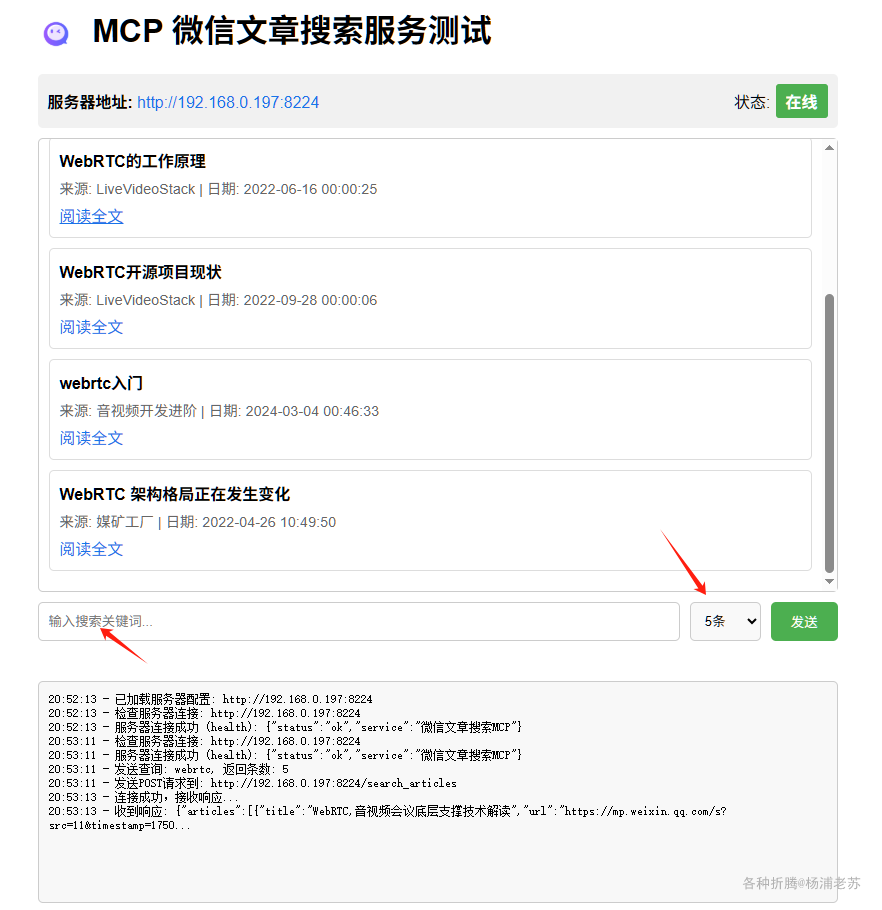 MCP 微信文章搜索服务测试
服务器地址: http://192.168.0.197:8224 状态: 在线
WebRTC的工作原理
来源: LiveVideoStack | 日期: 2022-06-16 00:00:25
阅读全文
WebRTC开源项目现状
来源: LiveVideoStack | 日期: 2022-09-28 00:00:06
阅读全文
webrtc入门
来源: 音视频开发进阶 | 日期: 2024-03-04 00:46:33
阅读全文
WebRTC 架构格局正在发生变化
来源: 媒矿工厂 | 日期: 2022-04-26 10:49:50
阅读全文
输入搜索关键词... 5条 发送
20:52:13 - 已加载服务器配置: http://192.168.0.197:8224
20:52:13 - 检查服务器连接: http://192.168.0.197:8224
20:52:13 - 服务器连接成功 (health): {"status":"ok","service":"微信文章搜索MCP"}
20:53:11 - 检查服务器连接: http://192.168.0.197:8224
20:53:11 - 服务器连接成功 (health): {"status":"ok","service":"微信文章搜索MCP"}
20:53:11 - 发送查询: webrtc, 返回条数: 5
20:53:11 - 发送POST请求到: http://192.168.0.197:8224/search_articles
20:53:13 - 连接成功，接收响应...
20:53:13 - 收到响应: {"articles":[{"title":"WebRTC,音视频会议底层支撑技术解读","url":"https://mp.weixin.qq.com/s?
src=11&timestamp=1750...
各种折腾@杨浦老苏